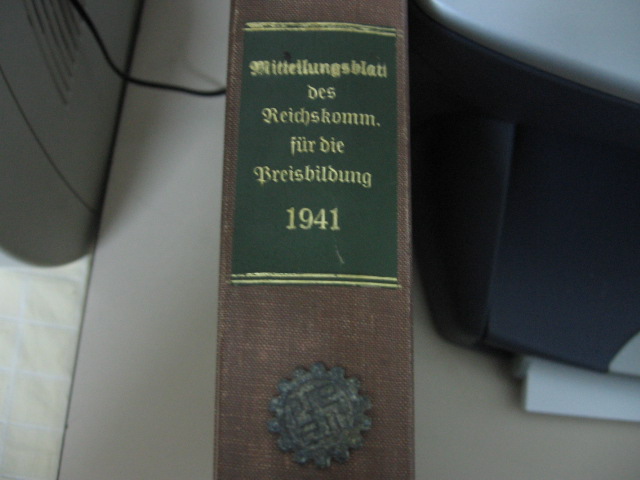 Mitteilungsblatt
des
Reichskomm.
für die
Preisbildung
1941